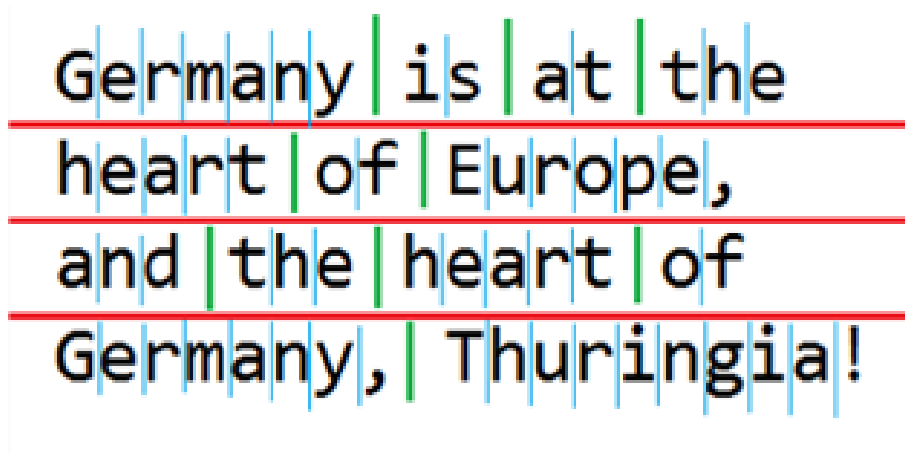 Germany is at the
heart of Europe,
and the heart of
Germany, Thuringia!